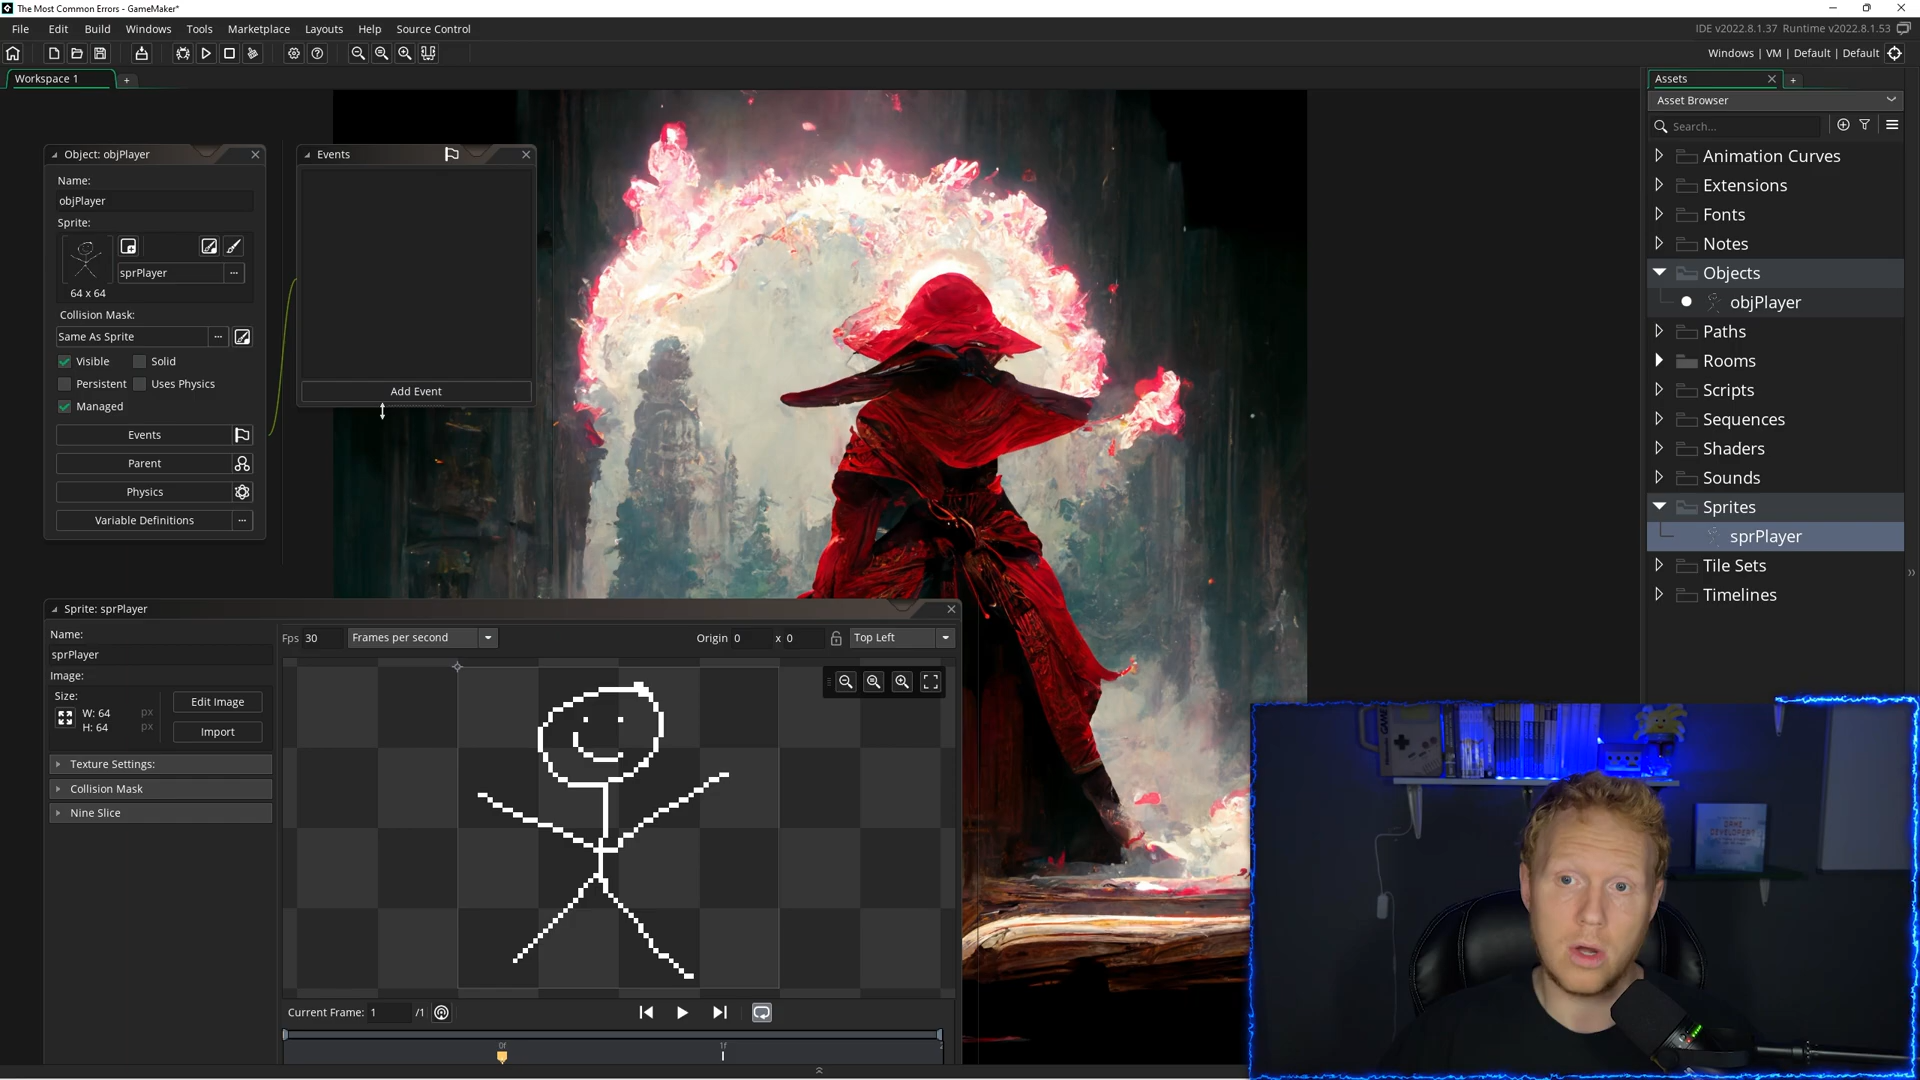 The Most Common Errors - GameMaker*
File Edit Build Windows Tools Marketplace Layouts Help Source Control
IDE v2022.8.1.37 Runtime v2022.8.1.53
Windows | VM | Default | Default
Workspace 1
Assets
Asset Browser
Search...
Animation Curves
Extensions
Fonts
Notes
Objects
objPlayer
Paths
Rooms
Scripts
Sequences
Shaders
Sounds
Sprites
sprPlayer
Tile Sets
Timelines
Object: objPlayer
Name:
objPlayer
Sprite:
sprPlayer
64 x 64
Collision Mask:
Same As Sprite
Visible Solid
Persistent Uses Physics
Managed
Events
Parent
Physics
Variable Definitions
Events
Add Event
Sprite: sprPlayer
Name:
sprPlayer
Image:
Size:
W: 64 px
H: 64 px
Edit Image
Import
Texture Settings:
Collision Mask
Nine Slice
Fps 30 Frames per second Origin 0 x 0 Top Left
Current Frame: 1 /1
0f 1f